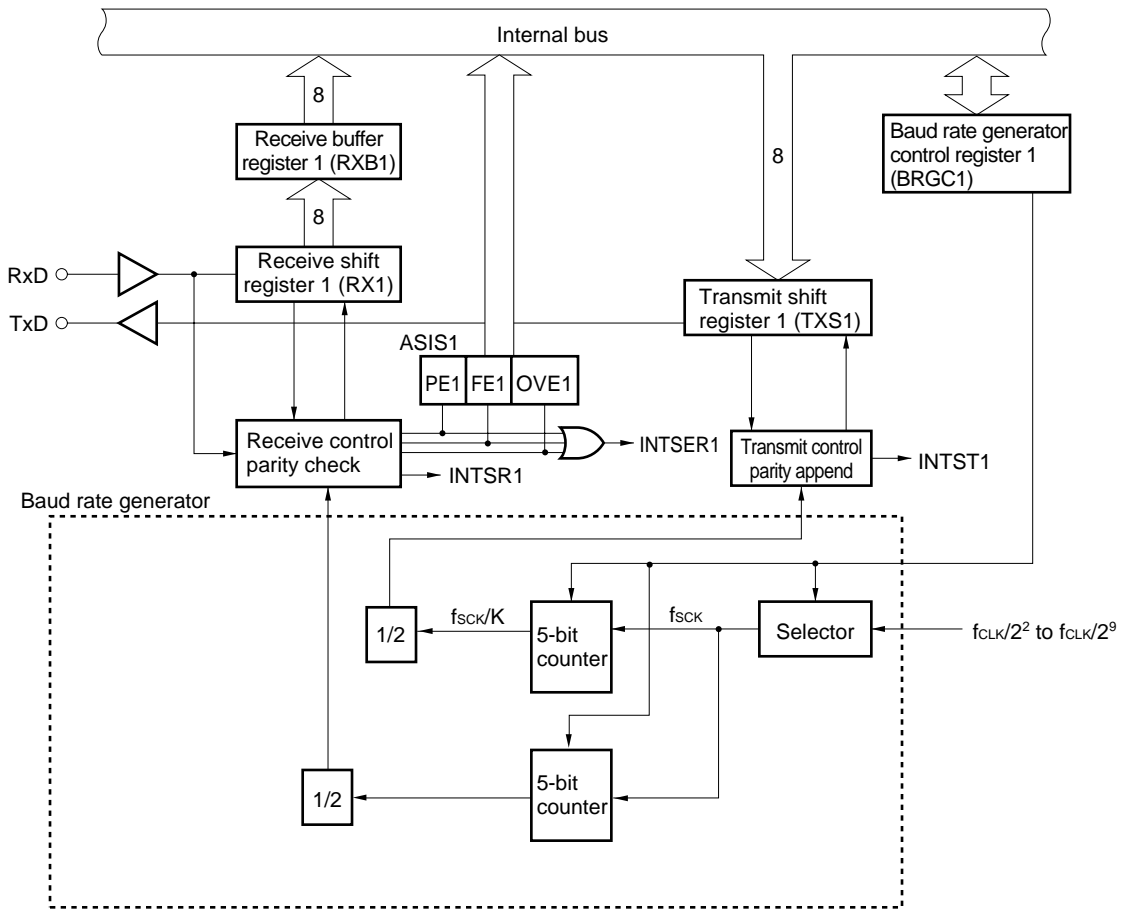 Internal bus
8
Receive buffer
register 1 (RXB1)
8
Baud rate generator
control register 1
(BRGC1)
8
RxD
Receive shift
register 1 (RX1)
TxD
Transmit shift
register 1 (TXS1)
ASIS1
PE1 FE1 OVE1
Receive control
parity check
INTSER1
INTSR1
Transmit control
parity append
INTST1
Baud rate generator
1/2
fSCK/K
5-bit
counter
fSCK
Selector
fCLK/2² to fCLK/2⁹
1/2
5-bit
counter